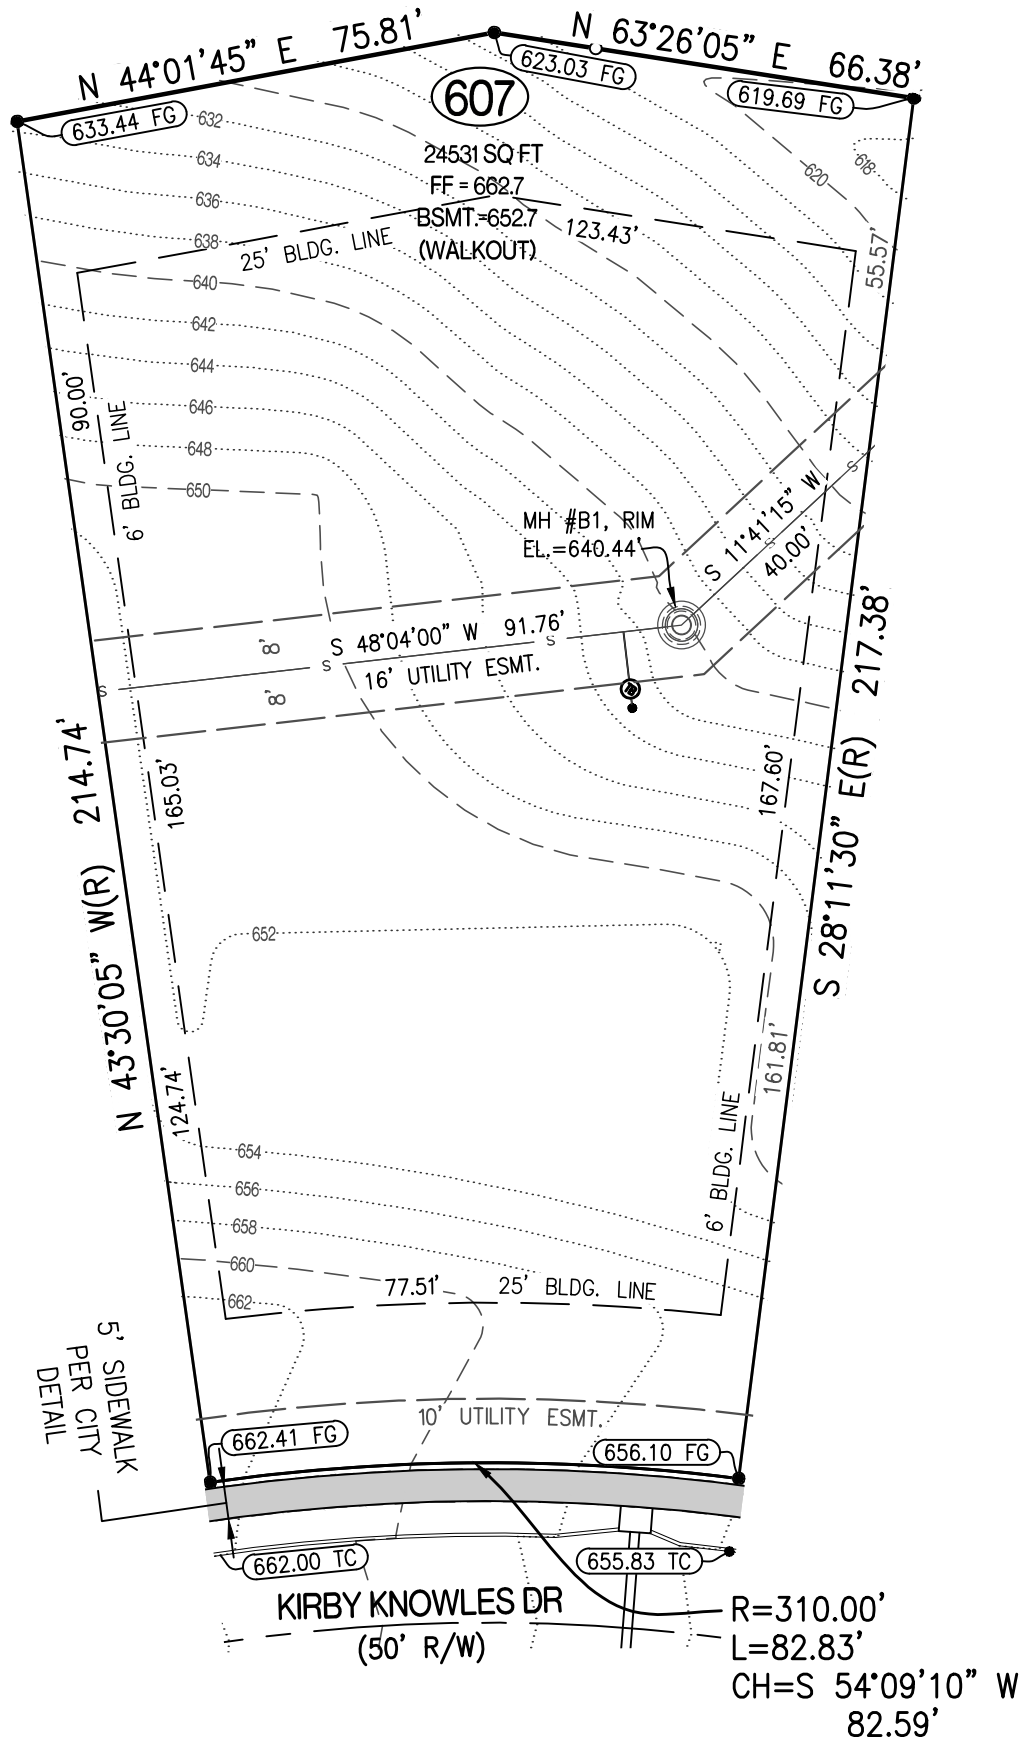 N 44°01'45" E 75.81'
N 63°26'05" E 66.38'
633.44 FG
623.03 FG
619.69 FG
607
24531 SQ FT
FF = 662.7
BSMT.=652.7
(WALKOUT)
632
634
636
638
640
642
644
646
648
650
620
618
25' BLDG. LINE
123.43'
55.57'
90.00'
6' BLDG. LINE
MH #B1, RIM
EL.=640.44'
S 11°41'15" W
40.00'
S
S
S 48°04'00" W 91.76'
16' UTILITY ESMT.
8'
8'
S
S
S
N 43°30'05" W(R) 214.74'
S 28°11'30" E(R) 217.38'
165.03'
167.60'
652
124.74'
161.81'
6' BLDG. LINE
654
656
658
660
662
77.51'
25' BLDG. LINE
10' UTILITY ESMT.
5' SIDEWALK
PER CITY
DETAIL
662.41 FG
656.10 FG
662.00 TC
655.83 TC
KIRBY KNOWLES DR
(50' R/W)
R=310.00'
L=82.83'
CH=S 54°09'10" W
82.59'